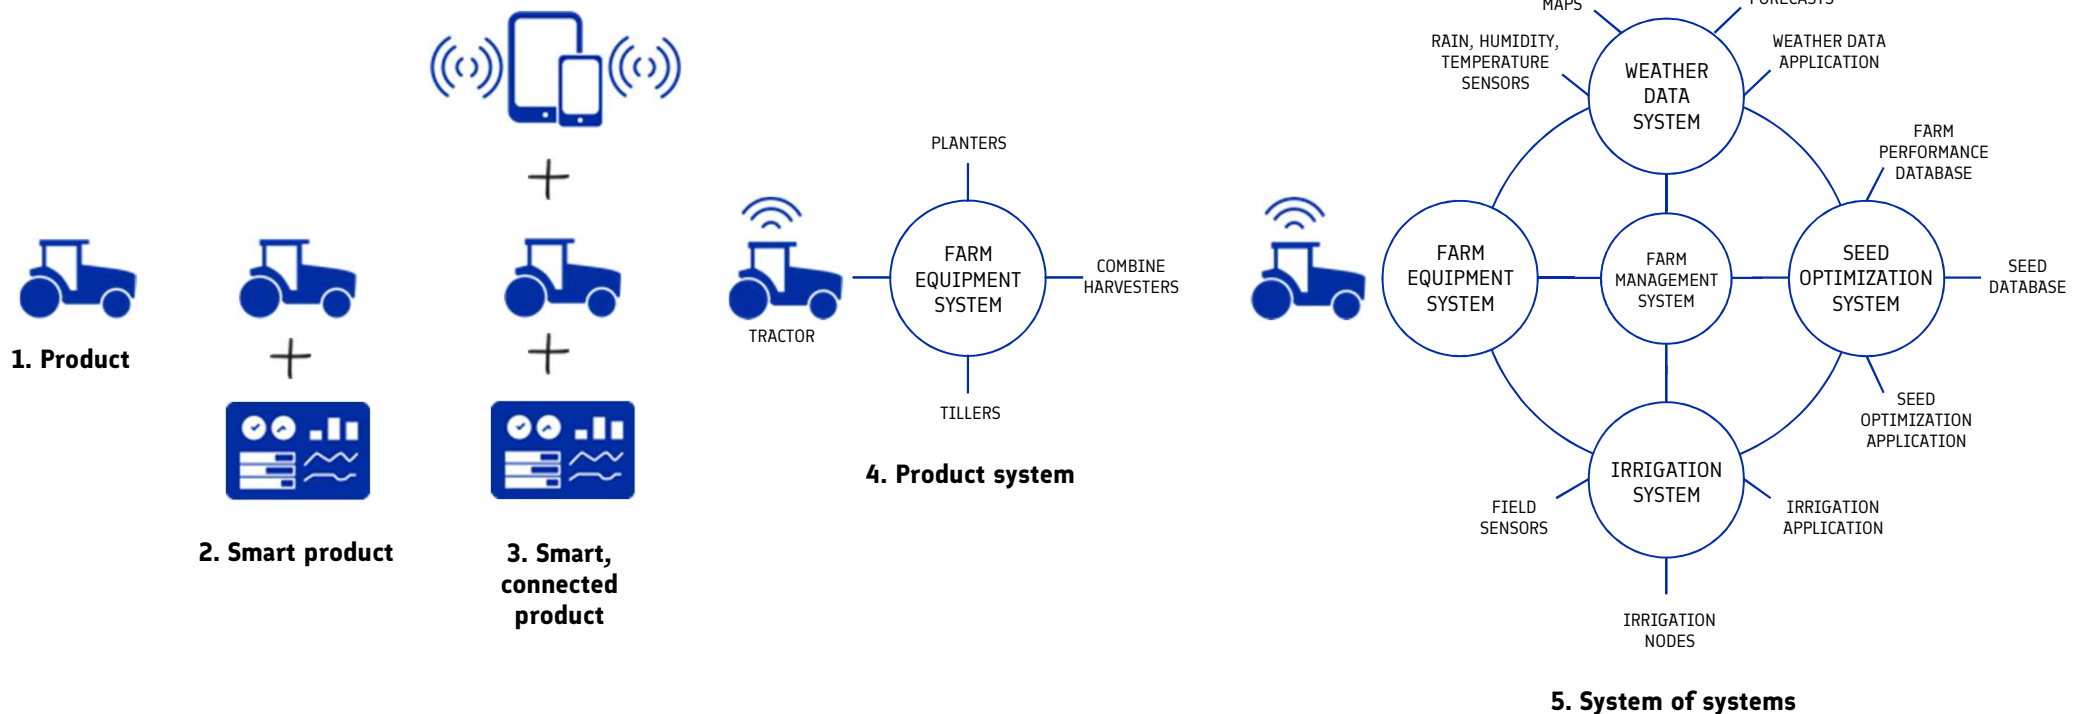 1. Product
2. Smart product
3. Smart,
connected
product
PLANTERS
FARM
EQUIPMENT
SYSTEM
COMBINE
HARVESTERS
TRACTOR
TILLERS
4. Product system
MAPS
FORECASTS
RAIN, HUMIDITY,
TEMPERATURE
SENSORS
WEATHER DATA
APPLICATION
WEATHER
DATA
SYSTEM
FARM
PERFORMANCE
DATABASE
FARM
EQUIPMENT
SYSTEM
FARM
MANAGEMENT
SYSTEM
SEED
OPTIMIZATION
SYSTEM
SEED
DATABASE
SEED
OPTIMIZATION
APPLICATION
IRRIGATION
SYSTEM
FIELD
SENSORS
IRRIGATION
APPLICATION
IRRIGATION
NODES
5. System of systems